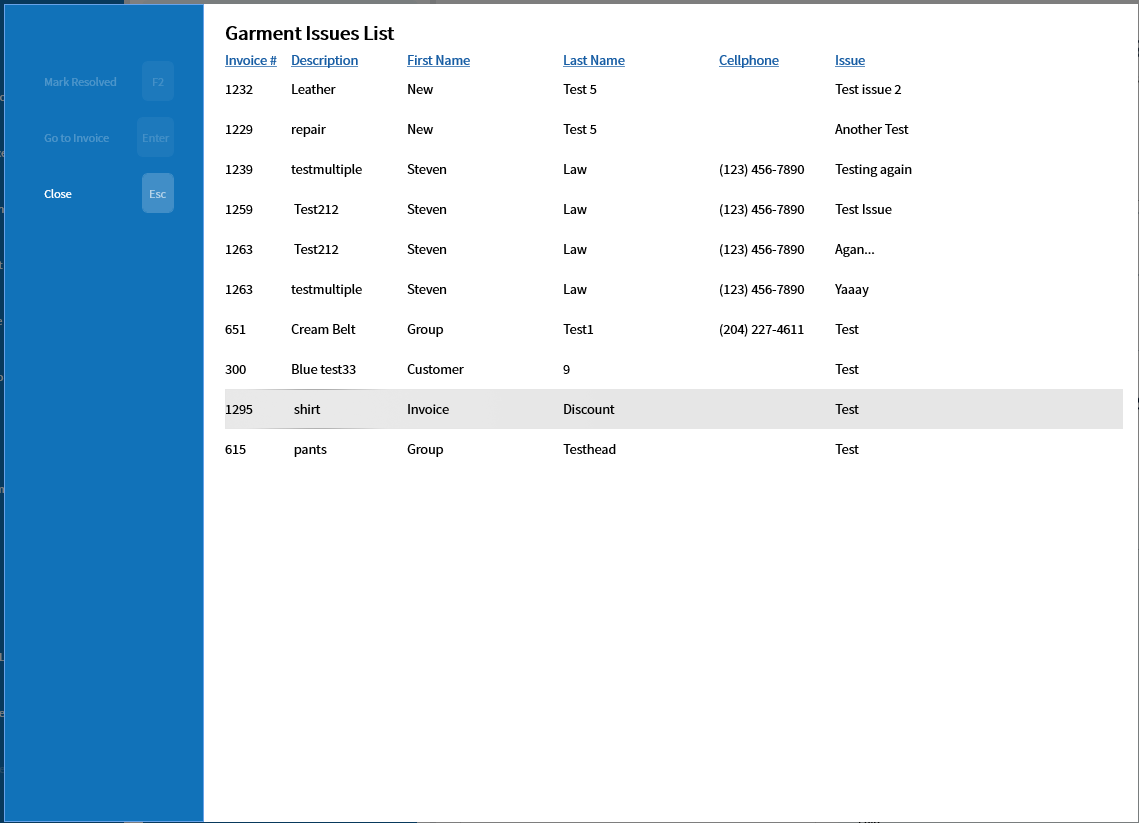 Garment Issues List
Mark Resolved F2
Go to Invoice Enter
Close Esc
Invoice # Description First Name Last Name Cellphone Issue
1232 Leather New Test 5 Test issue 2
1229 repair New Test 5 Another Test
1239 testmultiple Steven Law (123) 456-7890 Testing again
1259 Test212 Steven Law (123) 456-7890 Test Issue
1263 Test212 Steven Law (123) 456-7890 Agan...
1263 testmultiple Steven Law (123) 456-7890 Yaaay
651 Cream Belt Group Test1 (204) 227-4611 Test
300 Blue test33 Customer 9 Test
1295 shirt Invoice Discount Test
615 pants Group Testhead Test